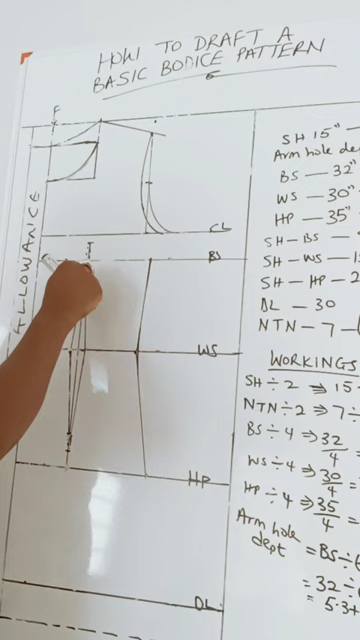 HOW TO DRAFT A
BASIC BODICE PATTERN
F
SH 15"
Arm hole de
BS — 32"
WS — 30"
HP — 35"
SH — BS —
SH — WS — 1
SH — HP — 2
DL — 30
NTN — 7 —
CL
BS
WS
HP
DL
ALLOWANCE
WORKINGS
SH ÷ 2 ⇒ 15
NTN ÷ 2 ⇒ 7 ÷
BS ÷ 4 ⇒ 32/4 =
WS ÷ 4 ⇒ 30/4 =
HP ÷ 4 ⇒ 35/4 =
Arm hole
dept = BS ÷
= 32 ÷
= 5.3+